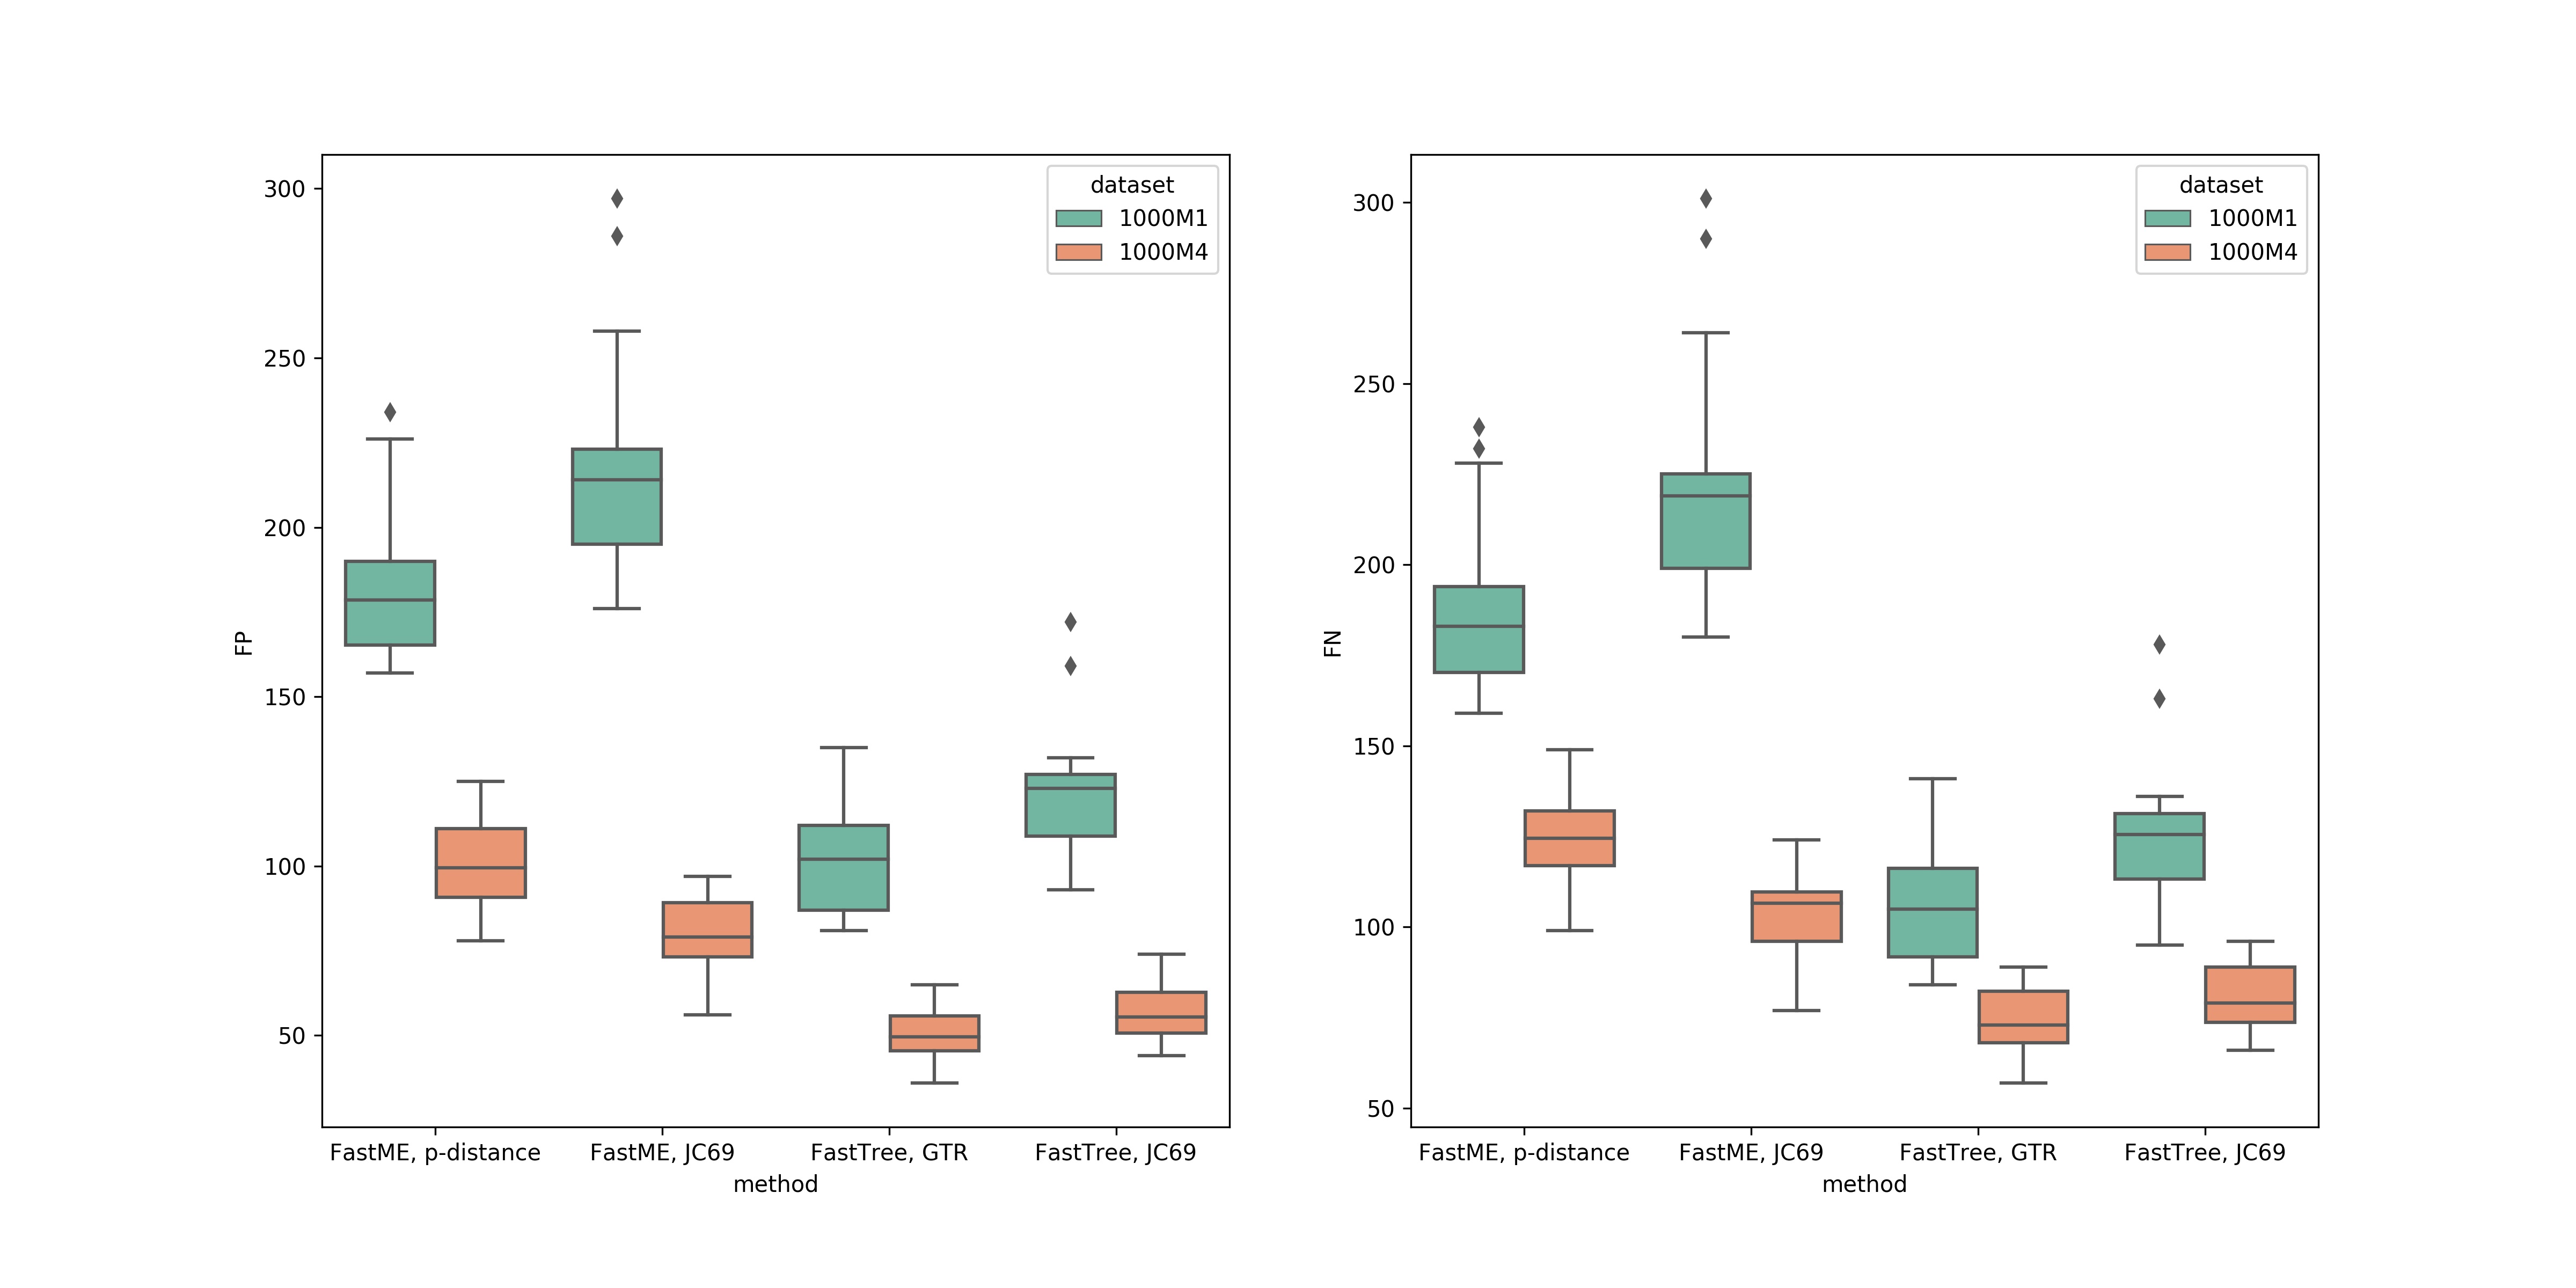 dataset
1000M1
1000M4
300
250
200
150
100
50
FP
FastME, p-distance
FastME, JC69
FastTree, GTR
FastTree, JC69
method
dataset
1000M1
1000M4
300
250
200
150
100
50
FN
FastME, p-distance
FastME, JC69
FastTree, GTR
FastTree, JC69
method